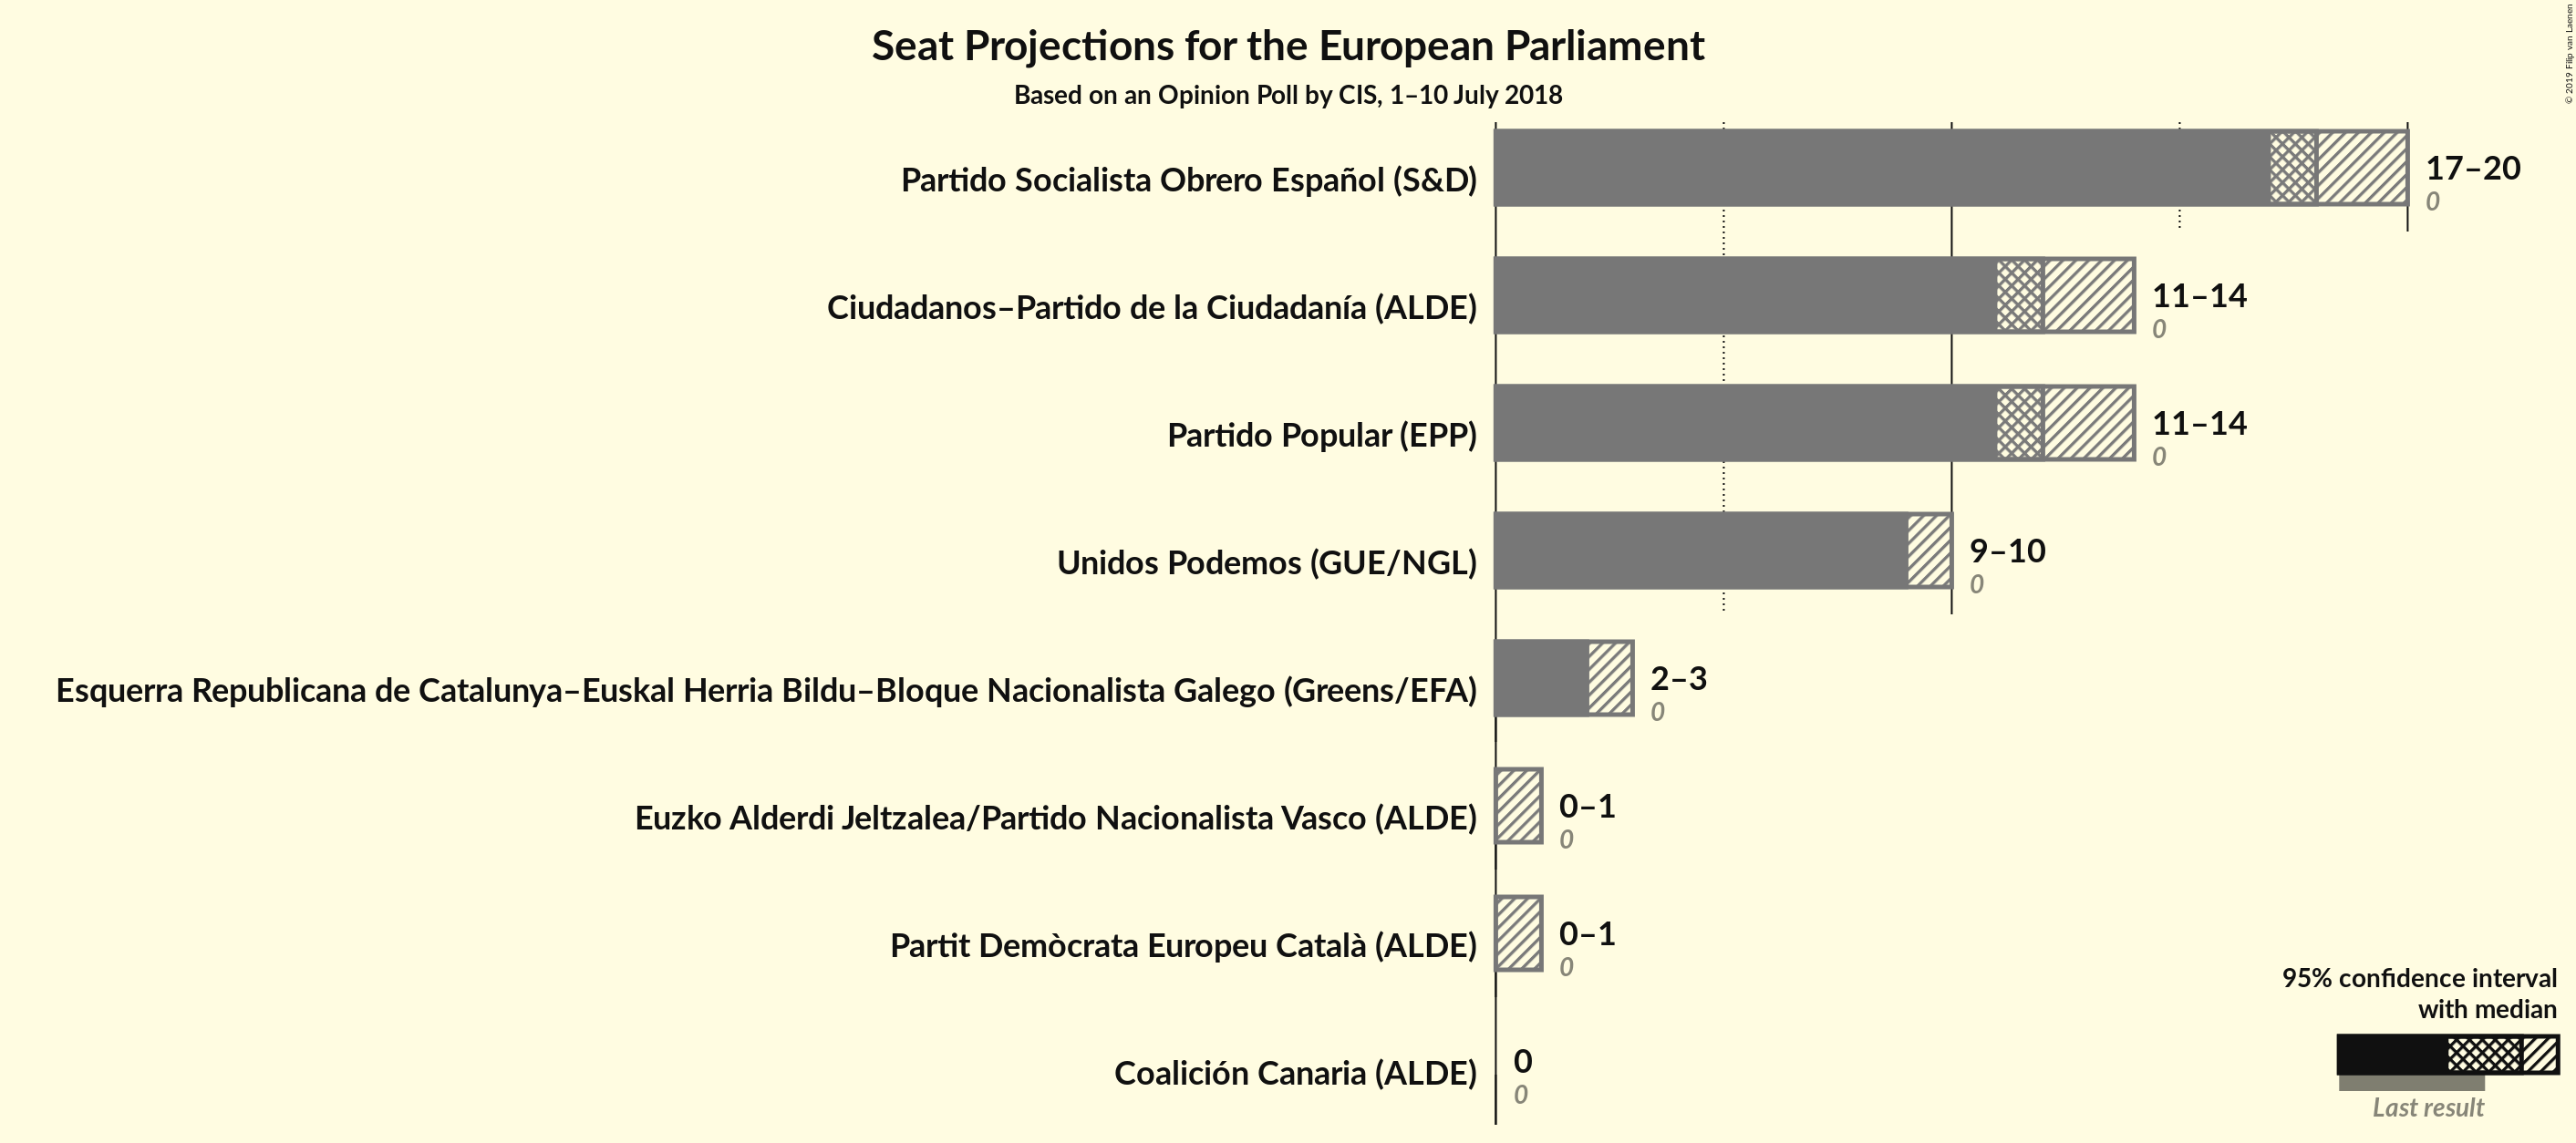 Seat Projections for the European Parliament
Based on an Opinion Poll by CIS, 1–10 July 2018
© 2019 Filip van Laenen
Partido Socialista Obrero Español (S&D)
17–20
0
Ciudadanos–Partido de la Ciudadanía (ALDE)
11–14
0
Partido Popular (EPP)
11–14
0
Unidos Podemos (GUE/NGL)
9–10
0
Esquerra Republicana de Catalunya–Euskal Herria Bildu–Bloque Nacionalista Galego (Greens/EFA)
2–3
0
Euzko Alderdi Jeltzalea/Partido Nacionalista Vasco (ALDE)
0–1
0
Partit Demòcrata Europeu Català (ALDE)
0–1
0
Coalición Canaria (ALDE)
0
0
95% confidence interval
with median
Last result